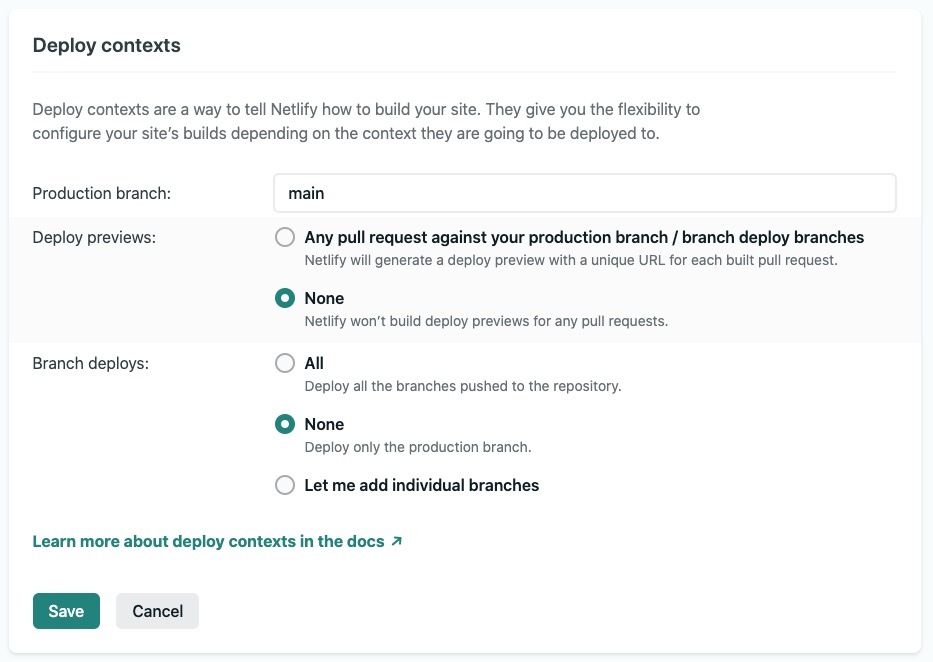 Deploy contexts
Deploy contexts are a way to tell Netlify how to build your site. They give you the flexibility to
configure your site’s builds depending on the context they are going to be deployed to.
Production branch:
main
Deploy previews:
Any pull request against your production branch / branch deploy branches
Netlify will generate a deploy preview with a unique URL for each built pull request.
None
Netlify won’t build deploy previews for any pull requests.
Branch deploys:
All
Deploy all the branches pushed to the repository.
None
Deploy only the production branch.
Let me add individual branches
Learn more about deploy contexts in the docs ↗
Save
Cancel